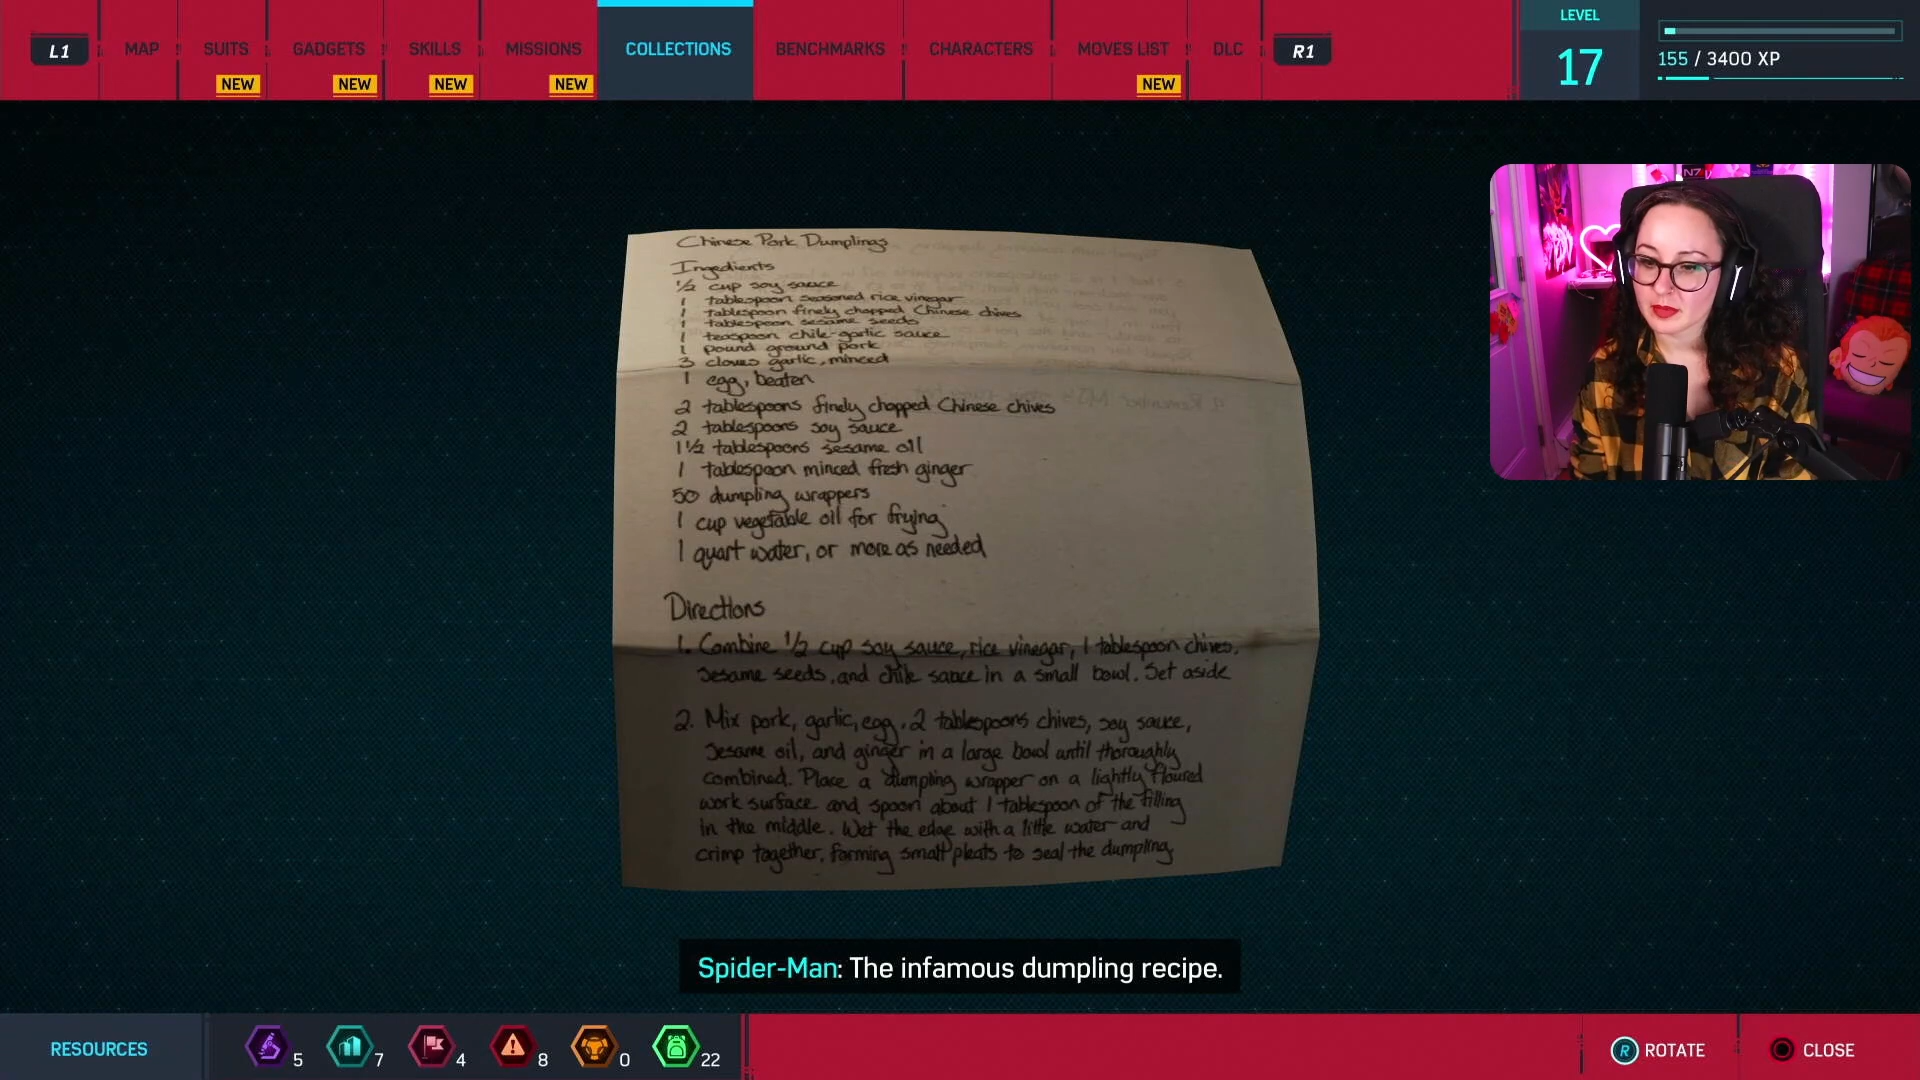 L1 MAP SUITS GADGETS SKILLS MISSIONS COLLECTIONS BENCHMARKS CHARACTERS MOVES LIST DLC R1
NEW NEW NEW NEW NEW
LEVEL
17
155 / 3400 XP
N7
Chinese Pork Dumplings
Ingredients
1/2 cup soy sauce
1 tablespoon seasoned rice vinegar
1 tablespoon finely chopped Chinese chives
1 tablespoon sesame seeds
1 teaspoon chile-garlic sauce
1 pound ground pork
3 cloves garlic, minced
1 egg, beaten
2 tablespoons finely chopped Chinese chives
2 tablespoons soy sauce
1 1/2 tablespoons sesame oil
1 tablespoon minced fresh ginger
50 dumpling wrappers
1 cup vegetable oil for frying
1 quart water, or more as needed
Directions
1. Combine 1/2 cup soy sauce, rice vinegar, 1 tablespoon chives,
sesame seeds, and chile sauce in a small bowl. Set aside
2. Mix pork, garlic, egg, 2 tablespoons chives, soy sauce,
sesame oil, and ginger in a large bowl until thoroughly
combined. Place a dumpling wrapper on a lightly floured
work surface and spoon about 1 tablespoon of the filling
in the middle. Wet the edge with a little water and
crimp together, forming small pleats to seal the dumpling
Spider-Man: The infamous dumpling recipe.
RESOURCES 5 7 4 8 0 22
R ROTATE CLOSE